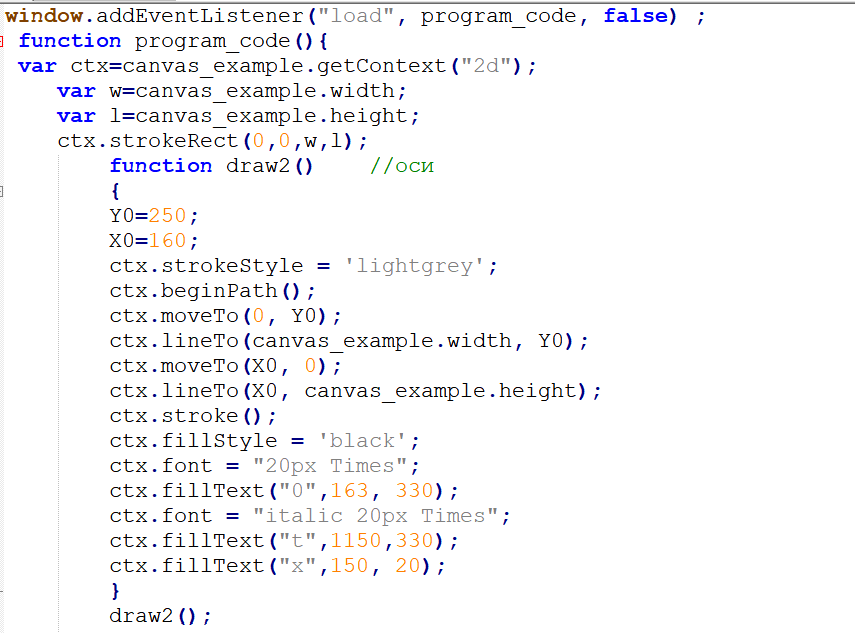 window.addEventListener("load", program_code, false) ;
function program_code(){
var ctx=canvas_example.getContext("2d");
var w=canvas_example.width;
var l=canvas_example.height;
ctx.strokeRect(0,0,w,l);
function draw2() //оси
{
Y0=250;
X0=160;
ctx.strokeStyle = 'lightgrey';
ctx.beginPath();
ctx.moveTo(0, Y0);
ctx.lineTo(canvas_example.width, Y0);
ctx.moveTo(X0, 0);
ctx.lineTo(X0, canvas_example.height);
ctx.stroke();
ctx.fillStyle = 'black';
ctx.font = "20px Times";
ctx.fillText("0",163, 330);
ctx.font = "italic 20px Times";
ctx.fillText("t",1150,330);
ctx.fillText("x",150, 20);
}
draw2();